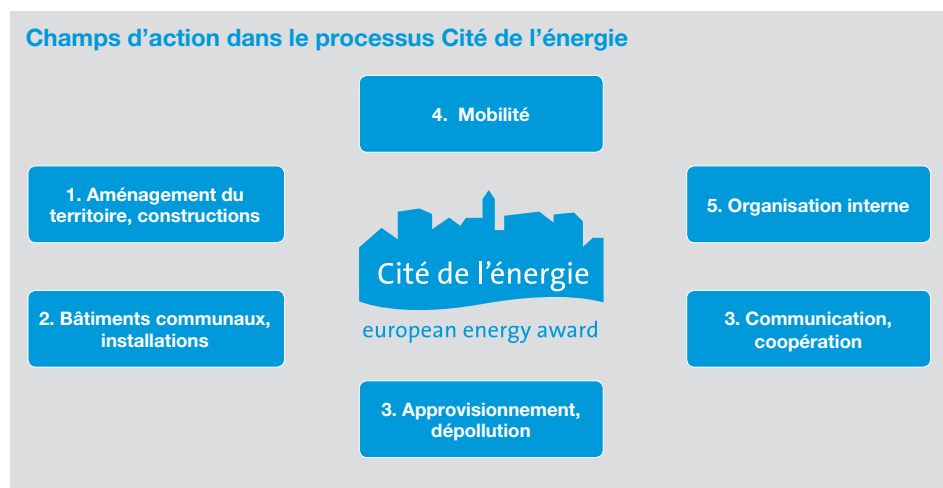 Champs d’action dans le processus Cité de l’énergie
4. Mobilité
1. Aménagement du
territoire, constructions
5. Organisation interne
Cité de l’énergie
european energy award
2. Bâtiments communaux,
installations
3. Communication,
coopération
3. Approvisionnement,
dépollution